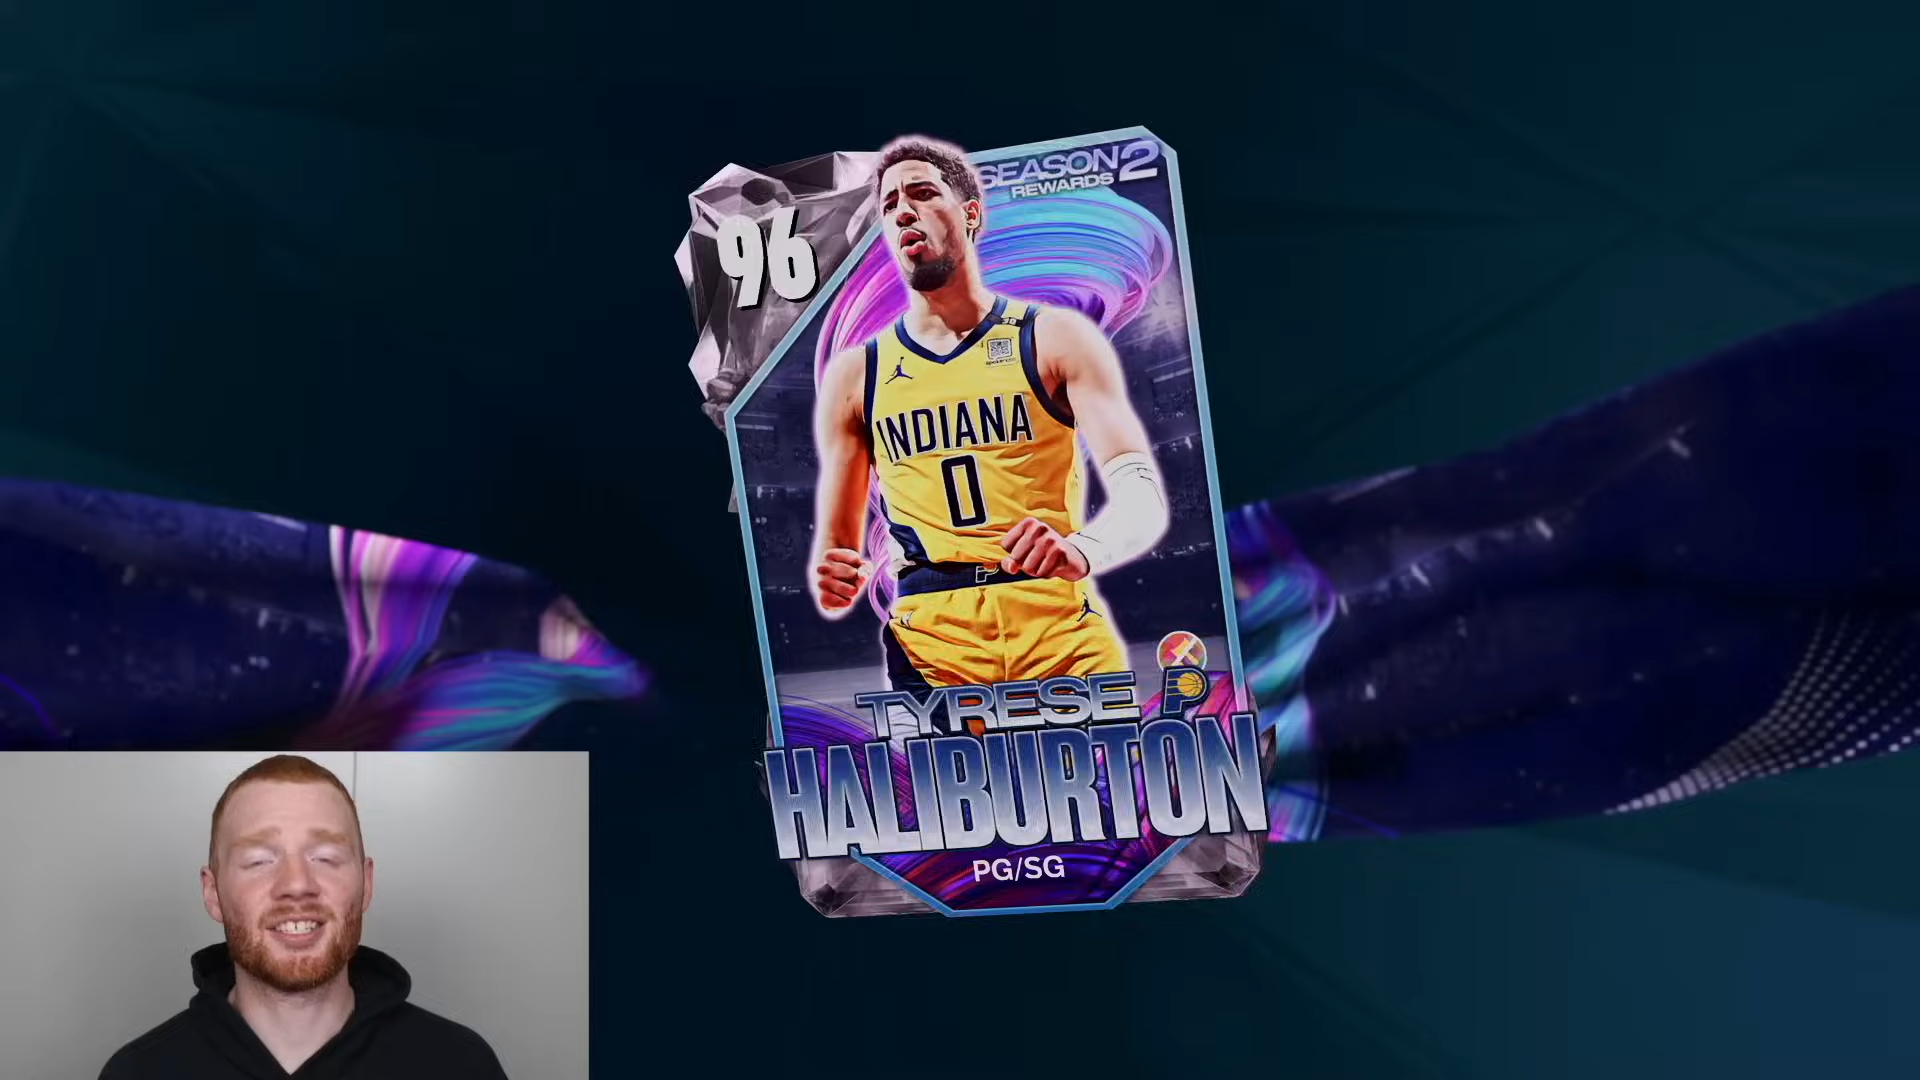 SEASON 2
REWARDS
96
INDIANA
0
TYRESE
HALIBURTON
PG/SG